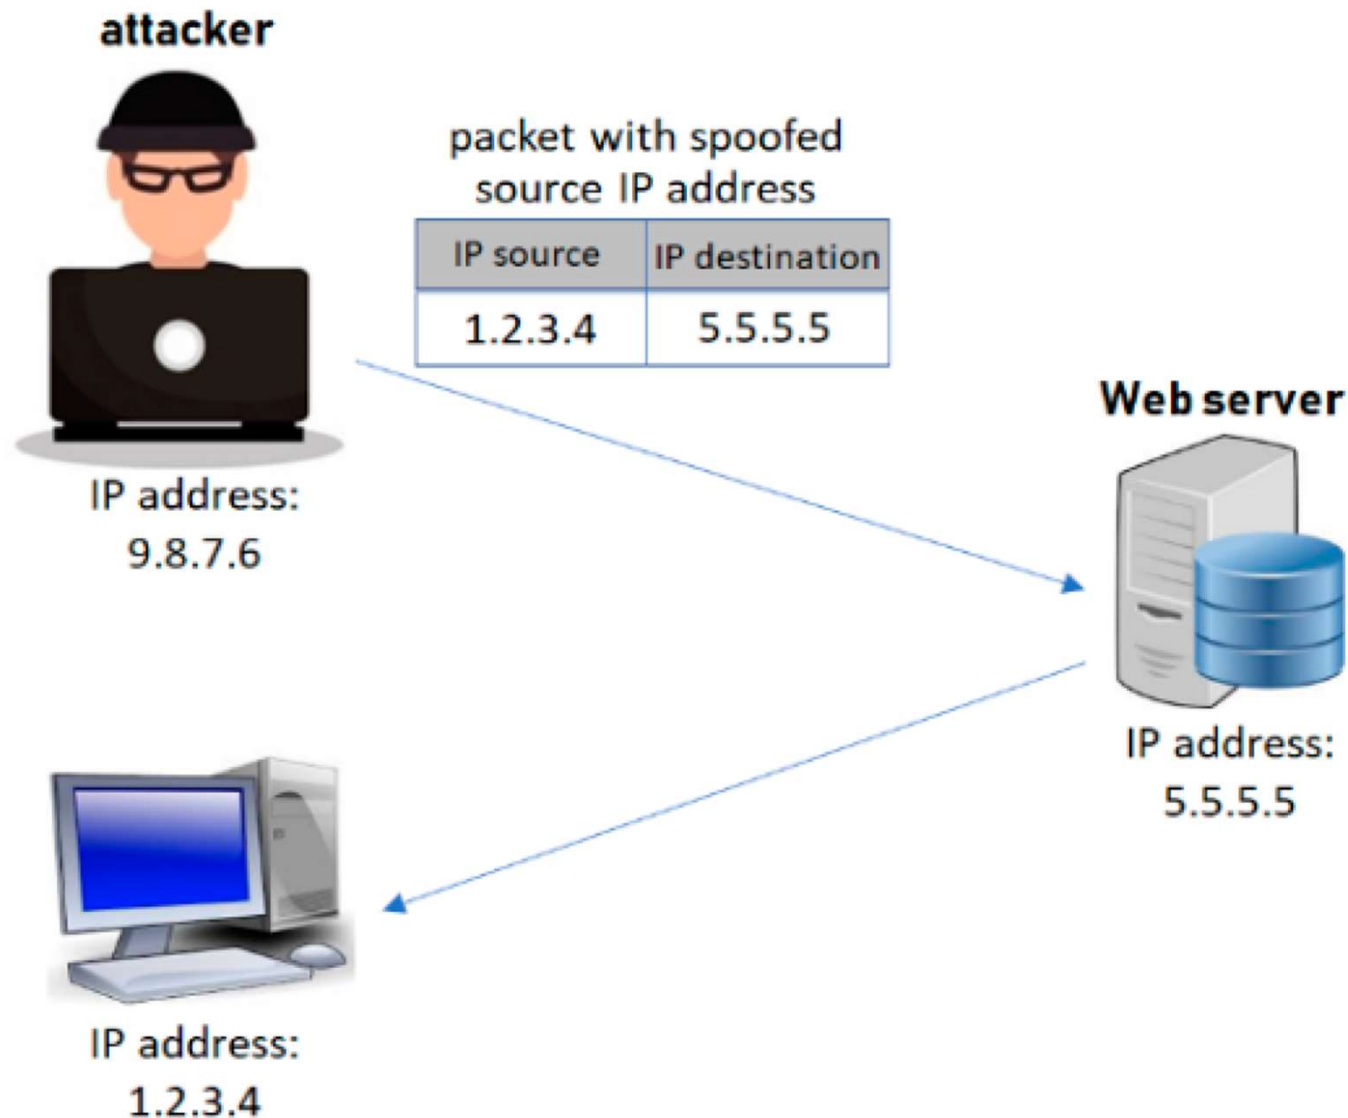 attacker
packet with spoofed
source IP address
IP source IP destination
1.2.3.4 5.5.5.5
IP address:
9.8.7.6
Web server
IP address:
5.5.5.5
IP address:
1.2.3.4